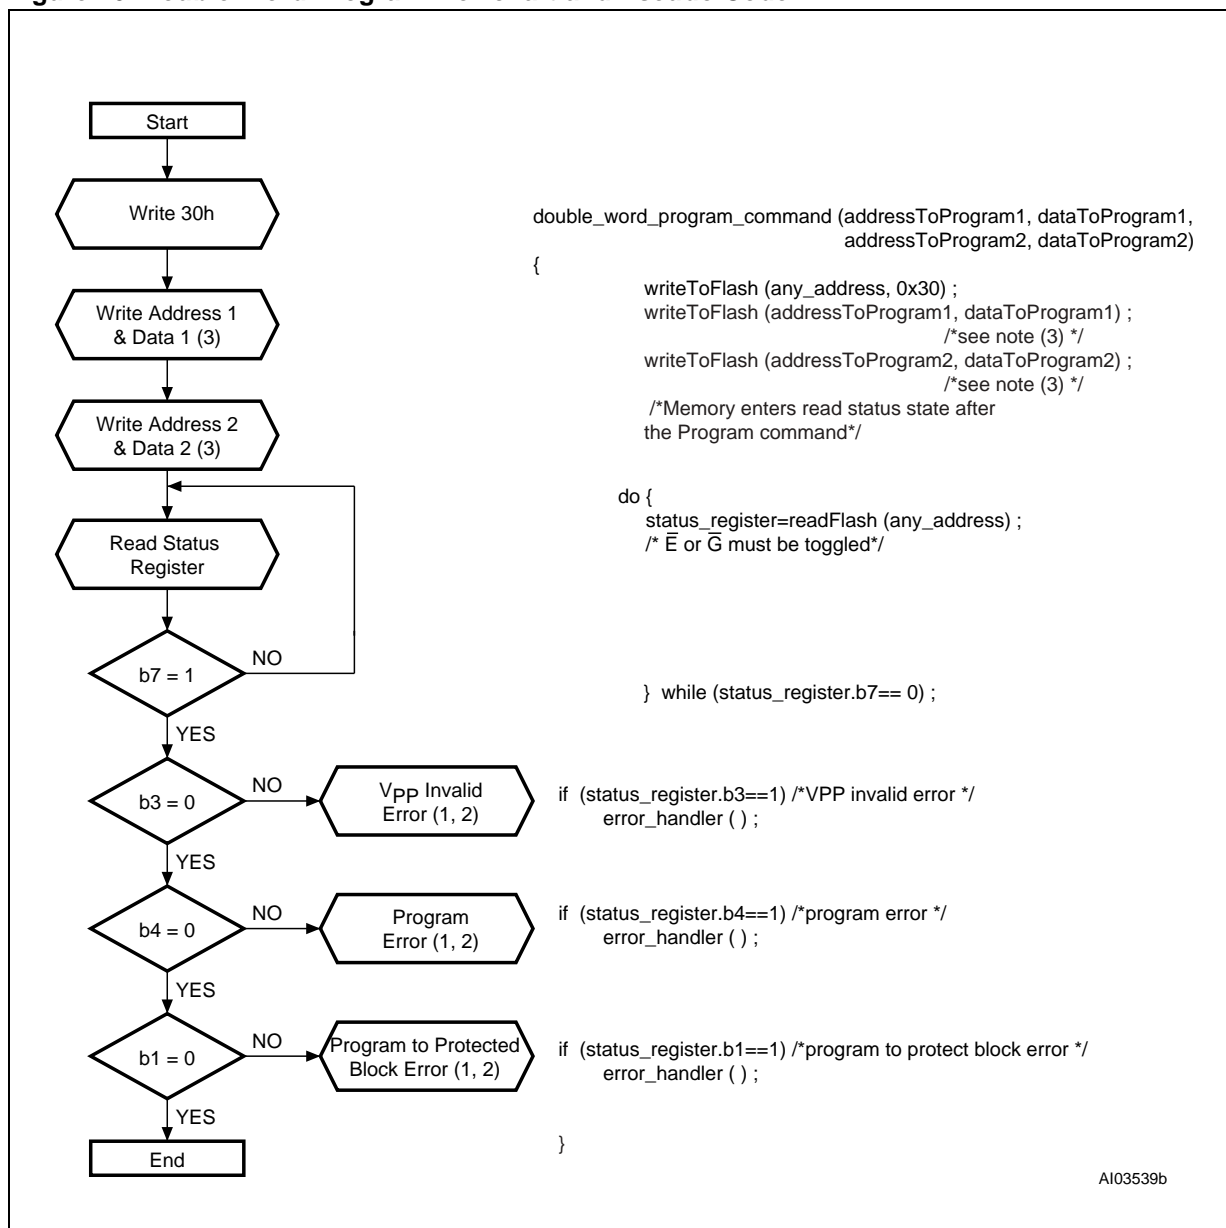 Start
Write 30h
Write Address 1
& Data 1 (3)
Write Address 2
& Data 2 (3)
Read Status
Register
b7 = 1
NO
YES
b3 = 0
NO
VPP Invalid
Error (1, 2)
YES
b4 = 0
NO
Program
Error (1, 2)
YES
b1 = 0
NO
Program to Protected
Block Error (1, 2)
YES
End
double_word_program_command (addressToProgram1, dataToProgram1,
addressToProgram2, dataToProgram2)
{
writeToFlash (any_address, 0x30) ;
writeToFlash (addressToProgram1, dataToProgram1) ;
/*see note (3) */
writeToFlash (addressToProgram2, dataToProgram2) ;
/*see note (3) */
/*Memory enters read status state after
the Program command*/
do {
status_register=readFlash (any_address) ;
/* E̅ or G̅ must be toggled*/
} while (status_register.b7== 0) ;
if (status_register.b3==1) /*VPP invalid error */
error_handler ( ) ;
if (status_register.b4==1) /*program error */
error_handler ( ) ;
if (status_register.b1==1) /*program to protect block error */
error_handler ( ) ;
}
AI03539b